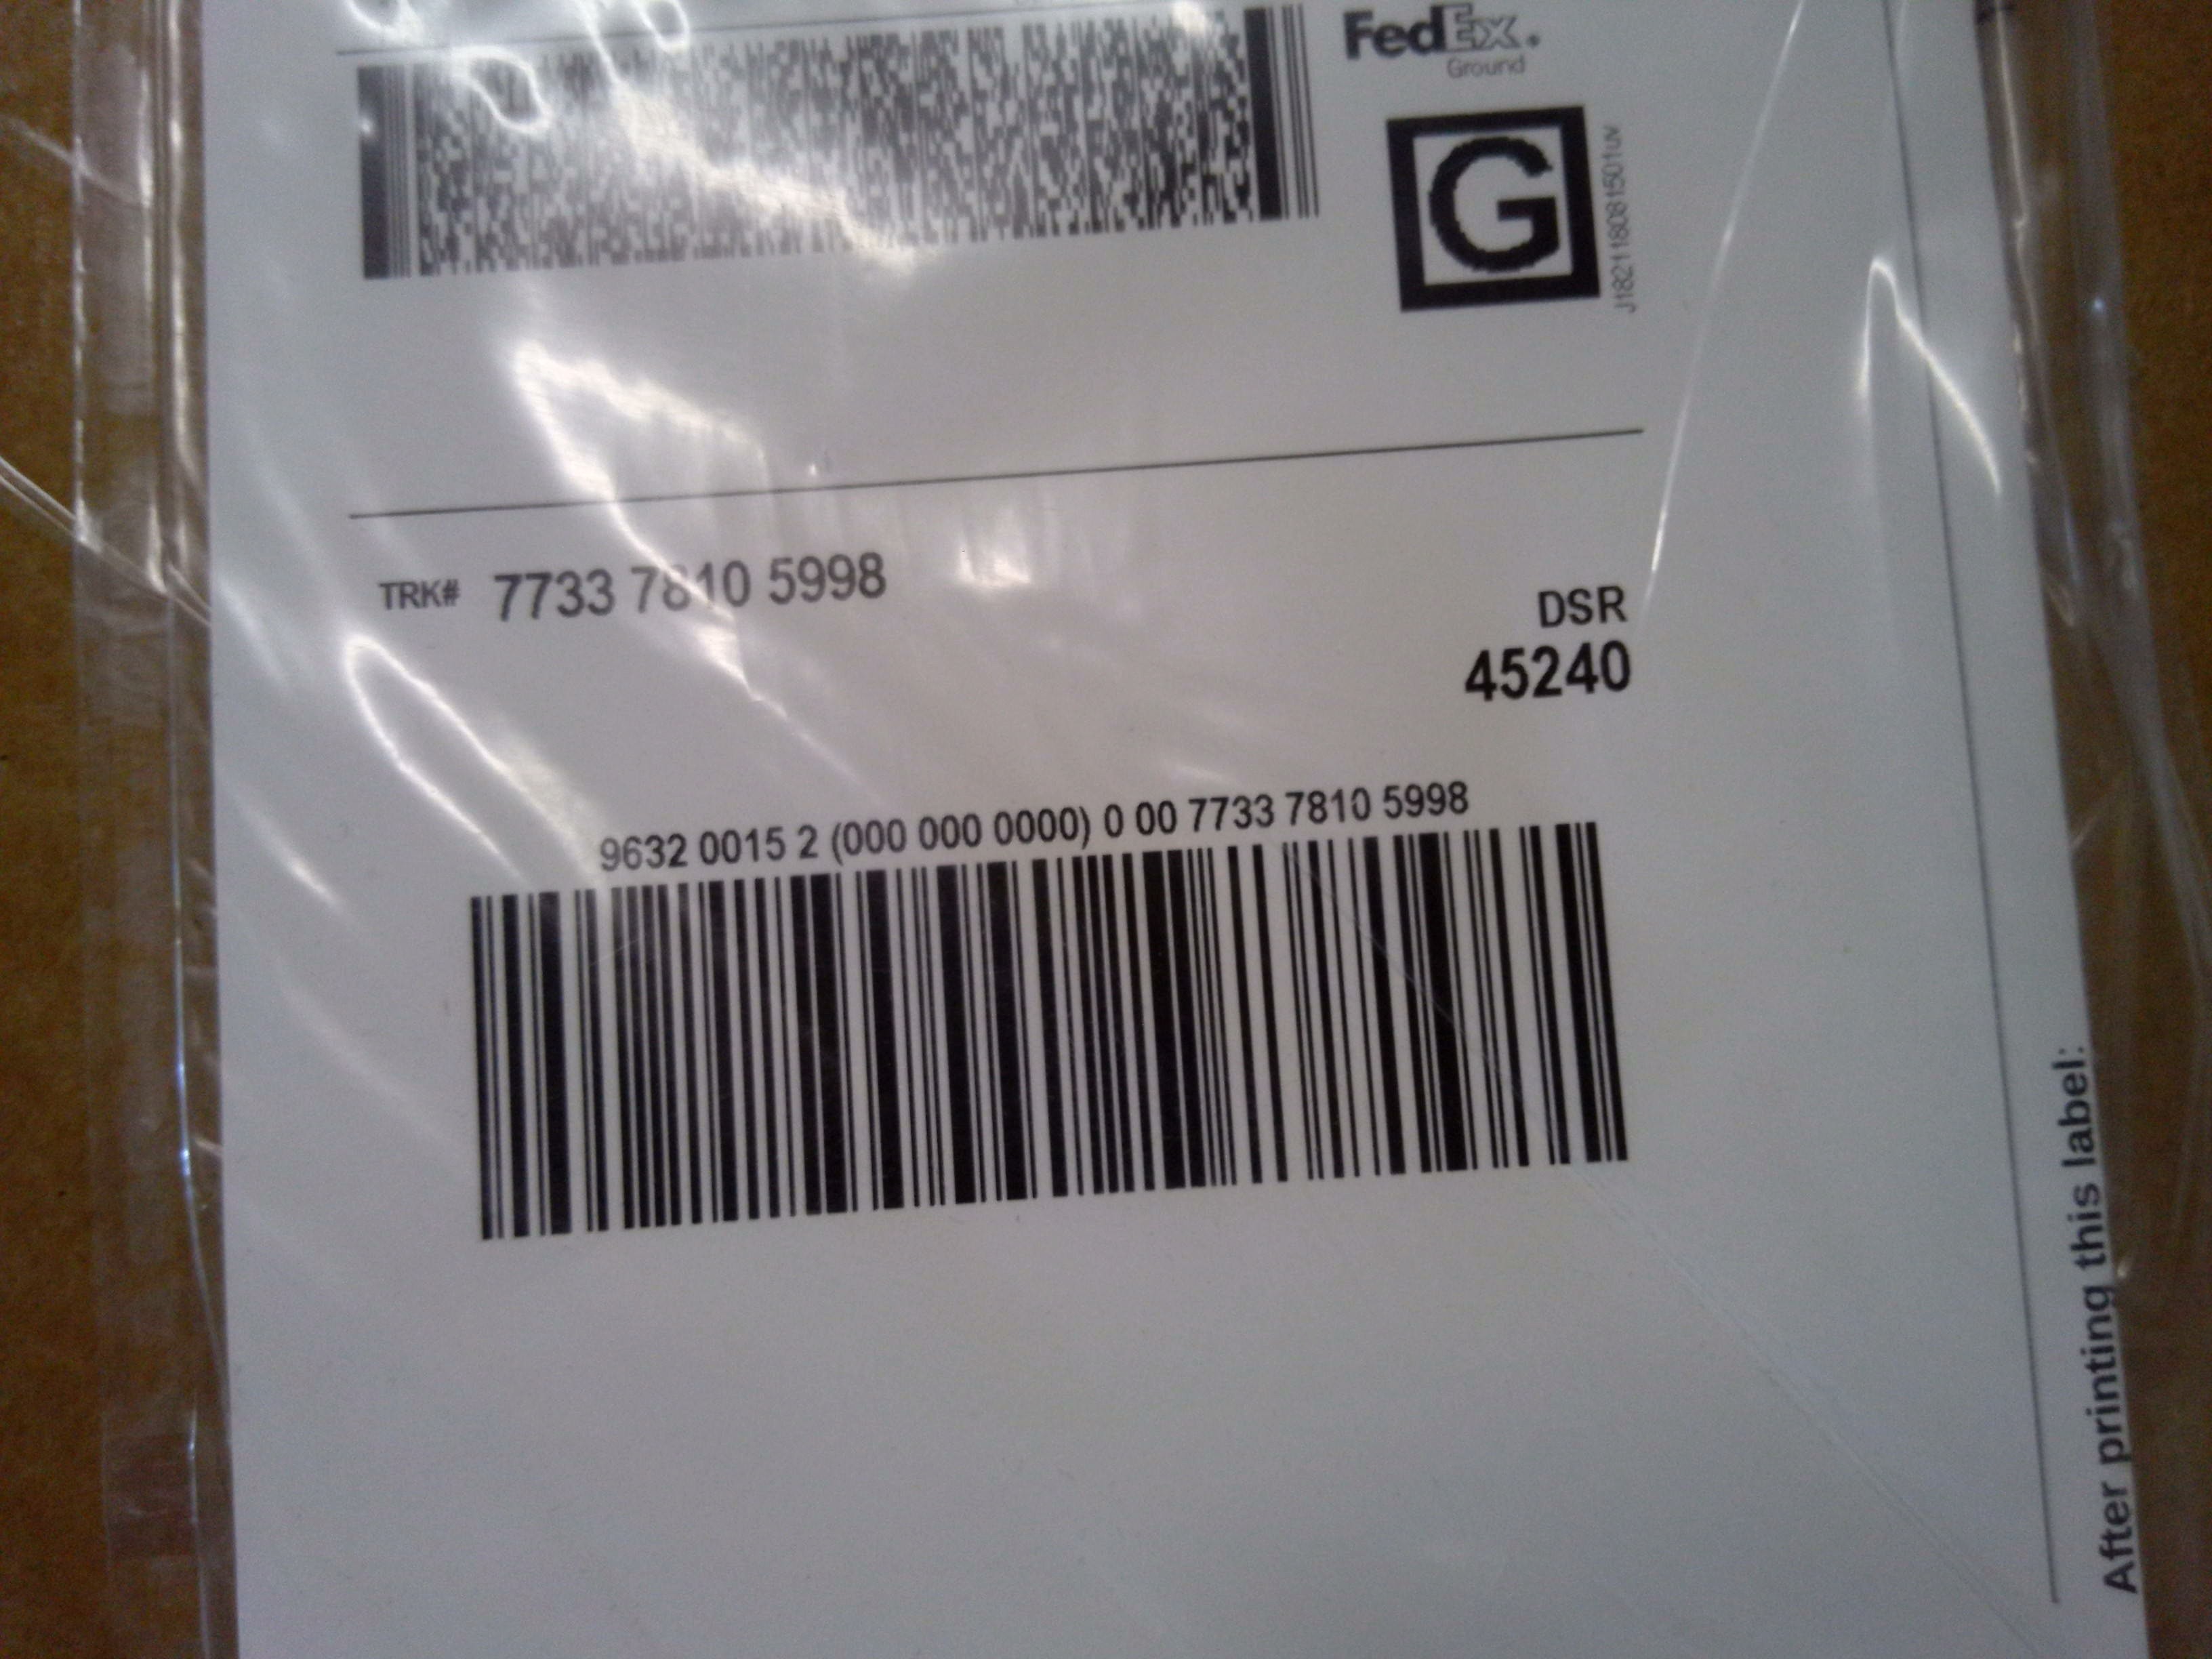 FedEx®
Ground
G
J182118081501uv
TRK# 7733 7810 5998
DSR
45240
9632 0015 2 (000 000 0000) 0 00 7733 7810 5998
After printing this label: